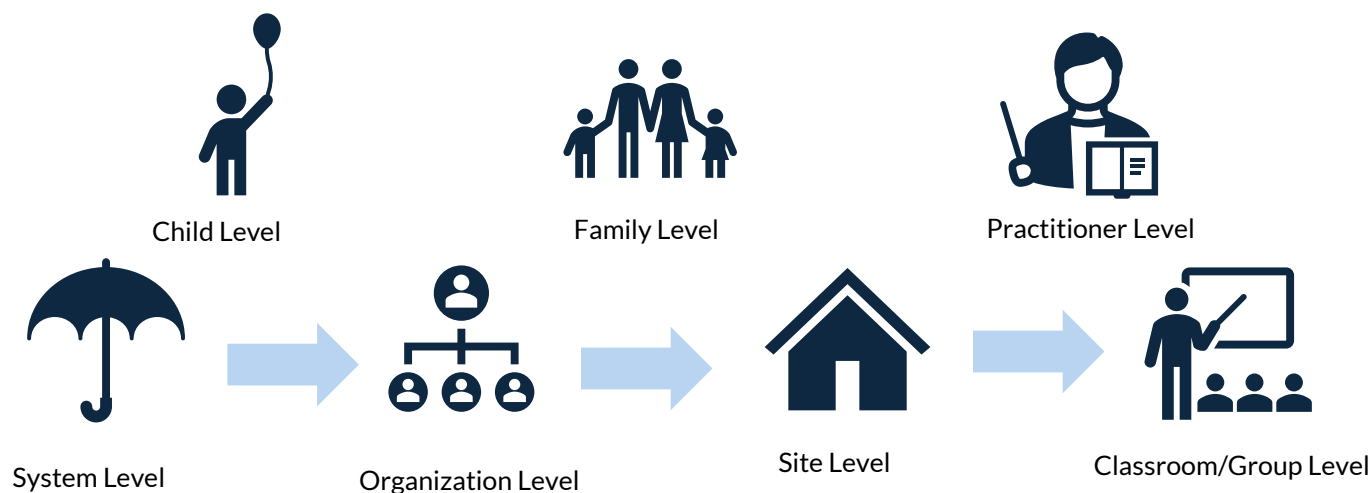 Child Level
Family Level
Practitioner Level
System Level
Organization Level
Site Level
Classroom/Group Level